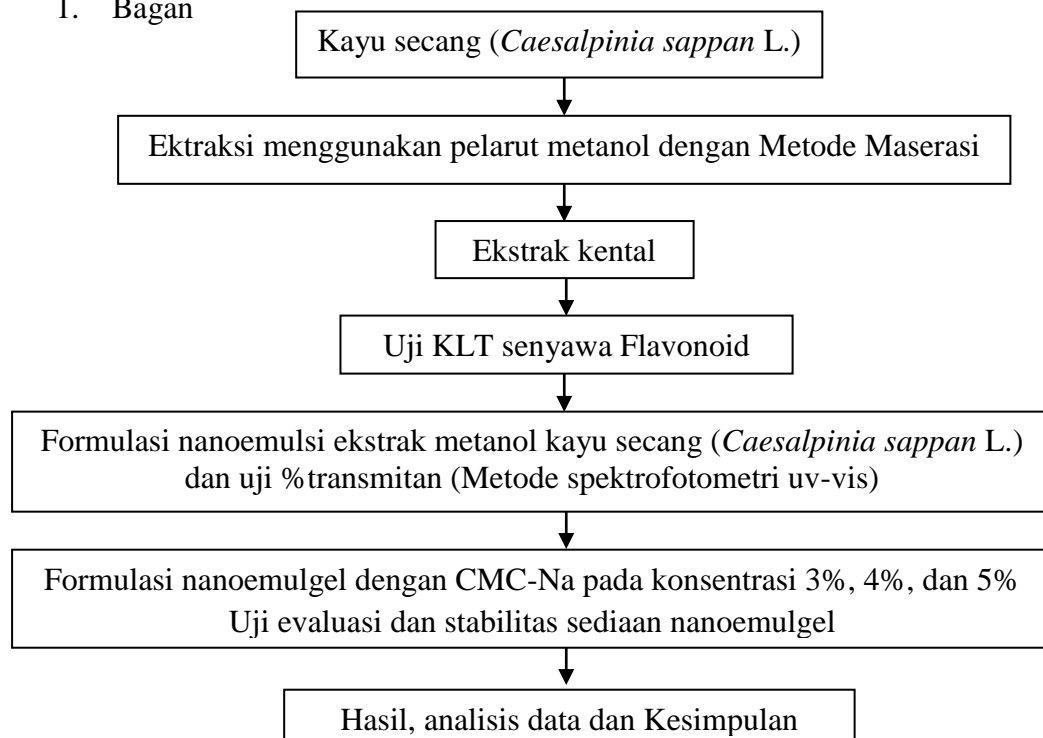 1. Bagan
Kayu secang (Caesalpinia sappan L.)
Ektraksi menggunakan pelarut metanol dengan Metode Maserasi
Ekstrak kental
Uji KLT senyawa Flavonoid
Formulasi nanoemulsi ekstrak metanol kayu secang (Caesalpinia sappan L.)
dan uji %transmitan (Metode spektrofotometri uv-vis)
Formulasi nanoemulgel dengan CMC-Na pada konsentrasi 3%, 4%, dan 5%
Uji evaluasi dan stabilitas sediaan nanoemulgel
Hasil, analisis data dan Kesimpulan